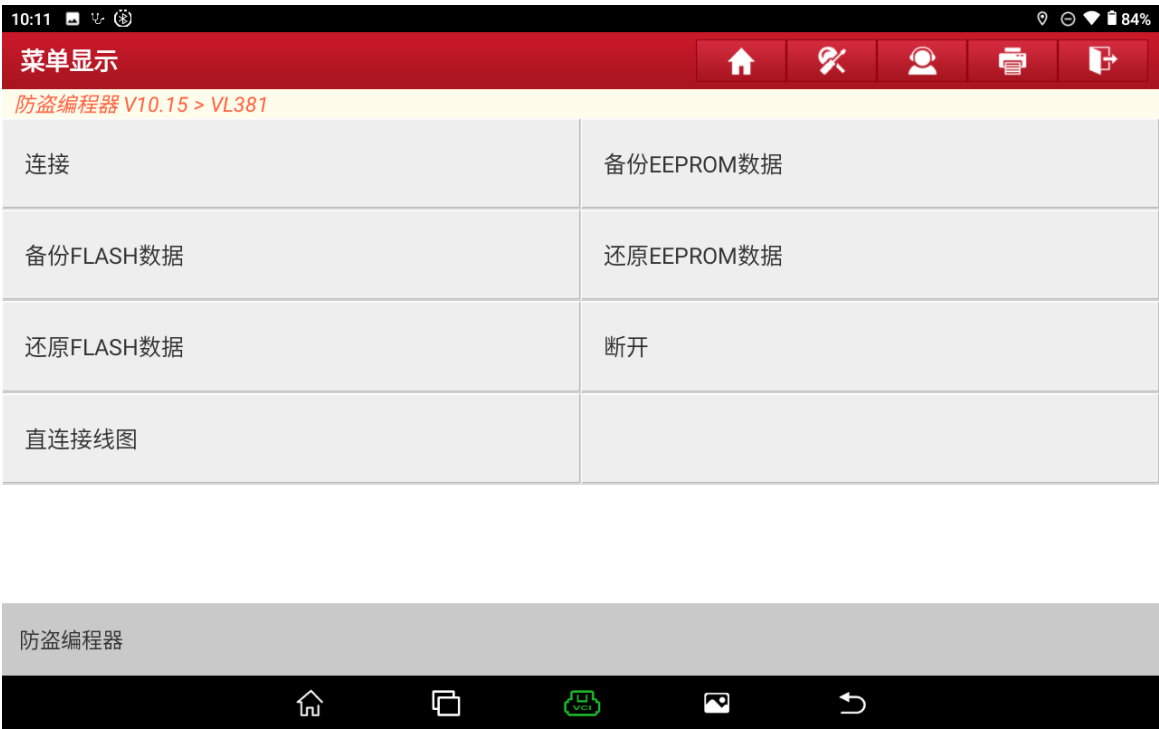 10:11
84%
菜单显示
防盗编程器 V10.15 > VL381
连接
备份EEPROM数据
备份FLASH数据
还原EEPROM数据
还原FLASH数据
断开
直连接线图
防盗编程器
VCI